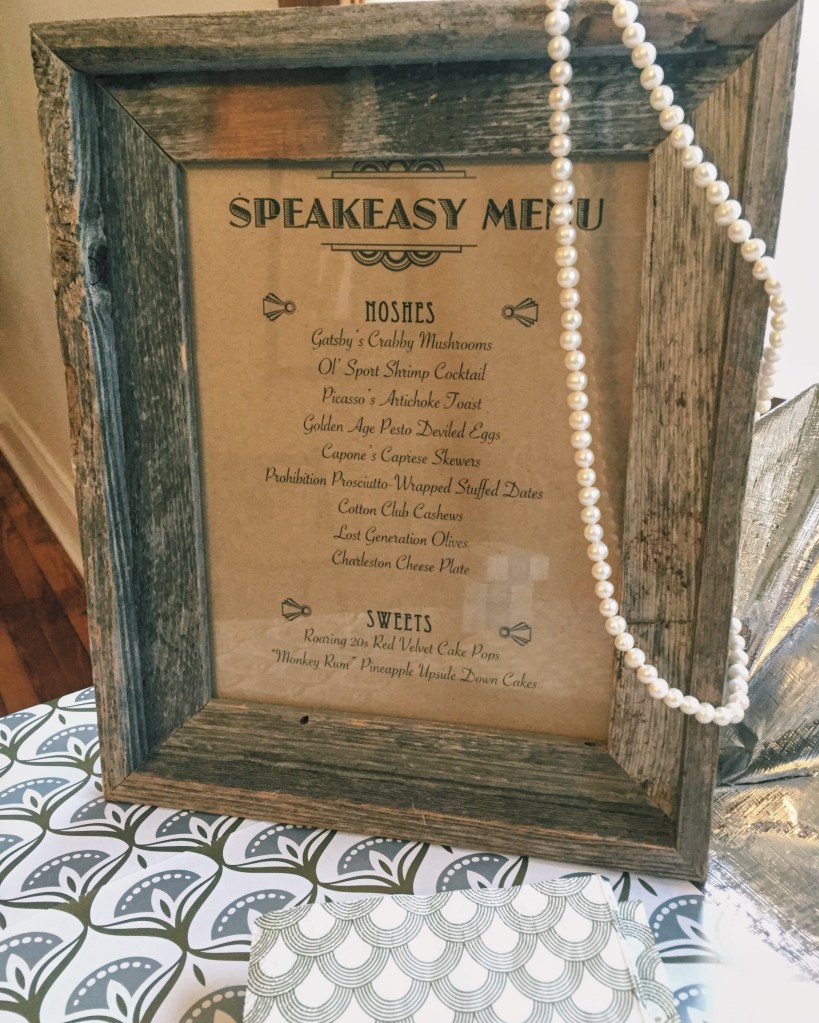 SPEAKEASY MENU
NOSHES
Gatsby's Crabby Mushrooms
Ol' Sport Shrimp Cocktail
Picasso's Artichoke Toast
Golden Age Pesto Deviled Eggs
Capone's Caprese Skewers
Prohibition Prosciutto-Wrapped Stuffed Dates
Cotton Club Cashews
Lost Generation Olives
Charleston Cheese Plate
SWEETS
Roaring 20s Red Velvet Cake Pops
"Monkey Rum" Pineapple Upside Down Cakes